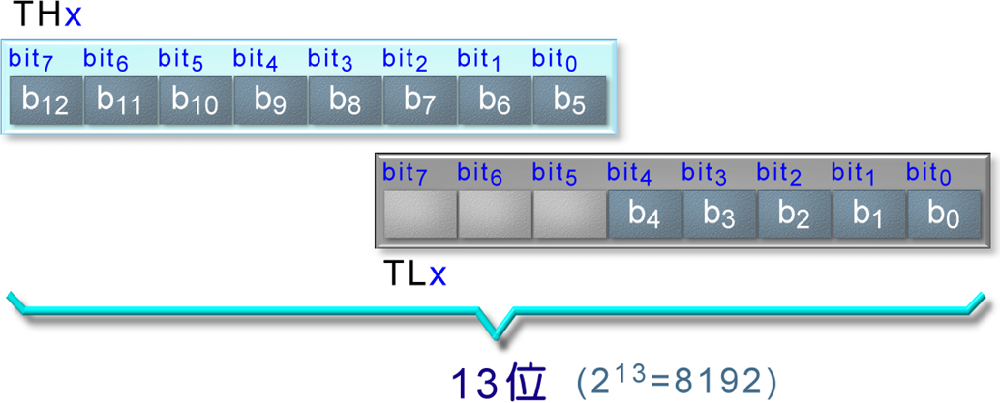 THx
bit7 bit6 bit5 bit4 bit3 bit2 bit1 bit0
b12 b11 b10 b9 b8 b7 b6 b5
bit7 bit6 bit5 bit4 bit3 bit2 bit1 bit0
b4 b3 b2 b1 b0
TLx
13位 (2¹³=8192)